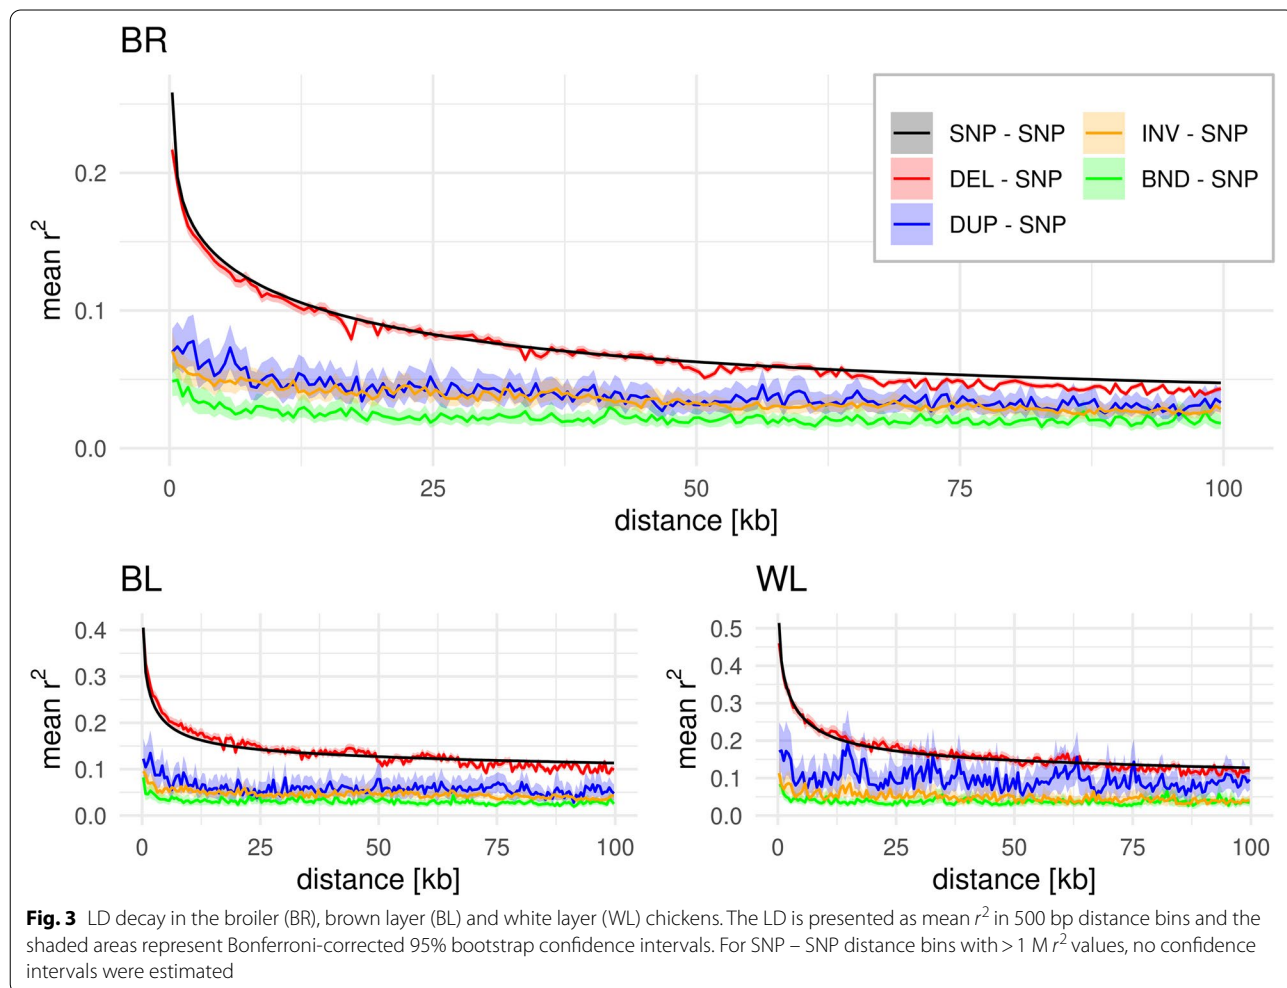 BR
SNP - SNP
DEL - SNP
DUP - SNP
INV - SNP
BND - SNP
mean r²
0.2
0.1
0.0
0 25 50 75 100
distance [kb]
BL
mean r²
0.4
0.3
0.2
0.1
0.0
0 25 50 75 100
distance [kb]
WL
mean r²
0.5
0.4
0.3
0.2
0.1
0.0
0 25 50 75 100
distance [kb]
Fig. 3 LD decay in the broiler (BR), brown layer (BL) and white layer (WL) chickens. The LD is presented as mean r² in 500 bp distance bins and the
shaded areas represent Bonferroni-corrected 95% bootstrap confidence intervals. For SNP – SNP distance bins with > 1 M r² values, no confidence
intervals were estimated